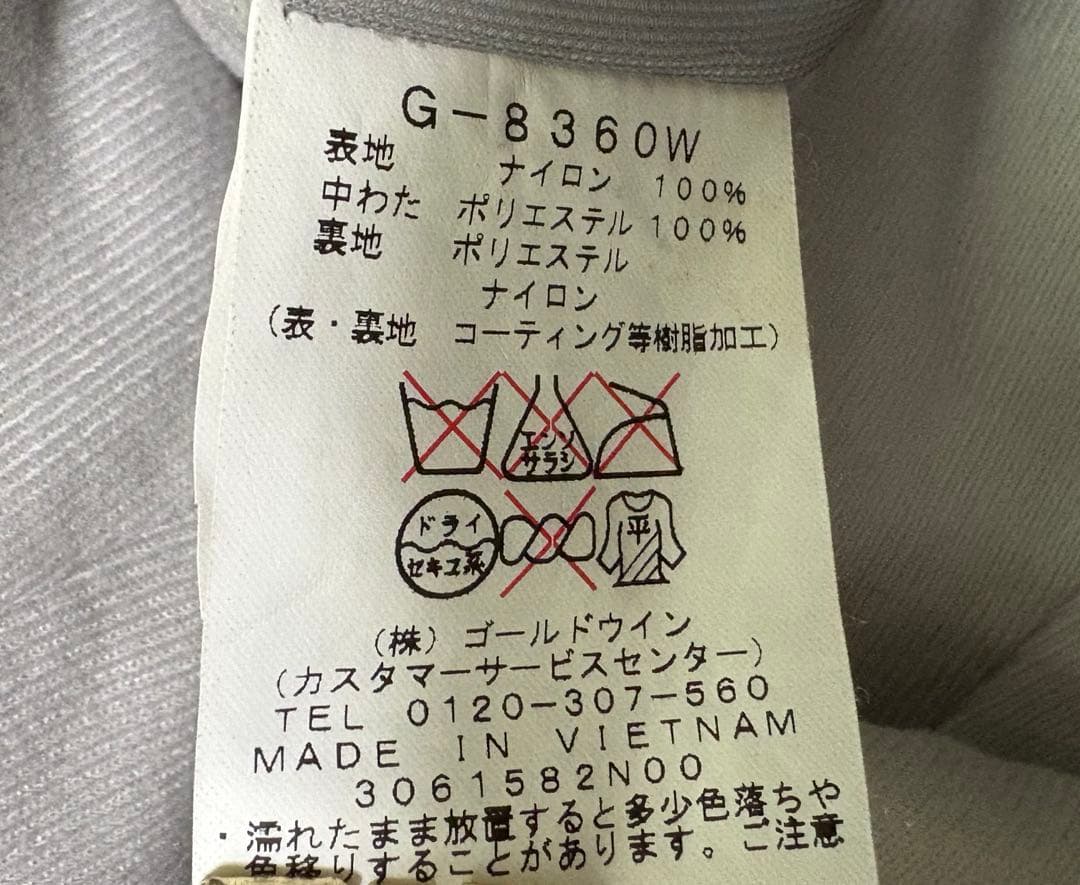 G-8360W
表地 ナイロン 100%
中わた ポリエステル 100%
裏地 ポリエステル
ナイロン
(表・裏地 コーティング等樹脂加工)
エンソ
サラシ
ドライ
セキユ系
平
(株) ゴールドウイン
(カスタマーサービスセンター)
TEL 0120-307-560
MADE IN VIETNAM
3061582N00
・濡れたまま放置すると多少色落ちや
色移りすることがあります。ご注意